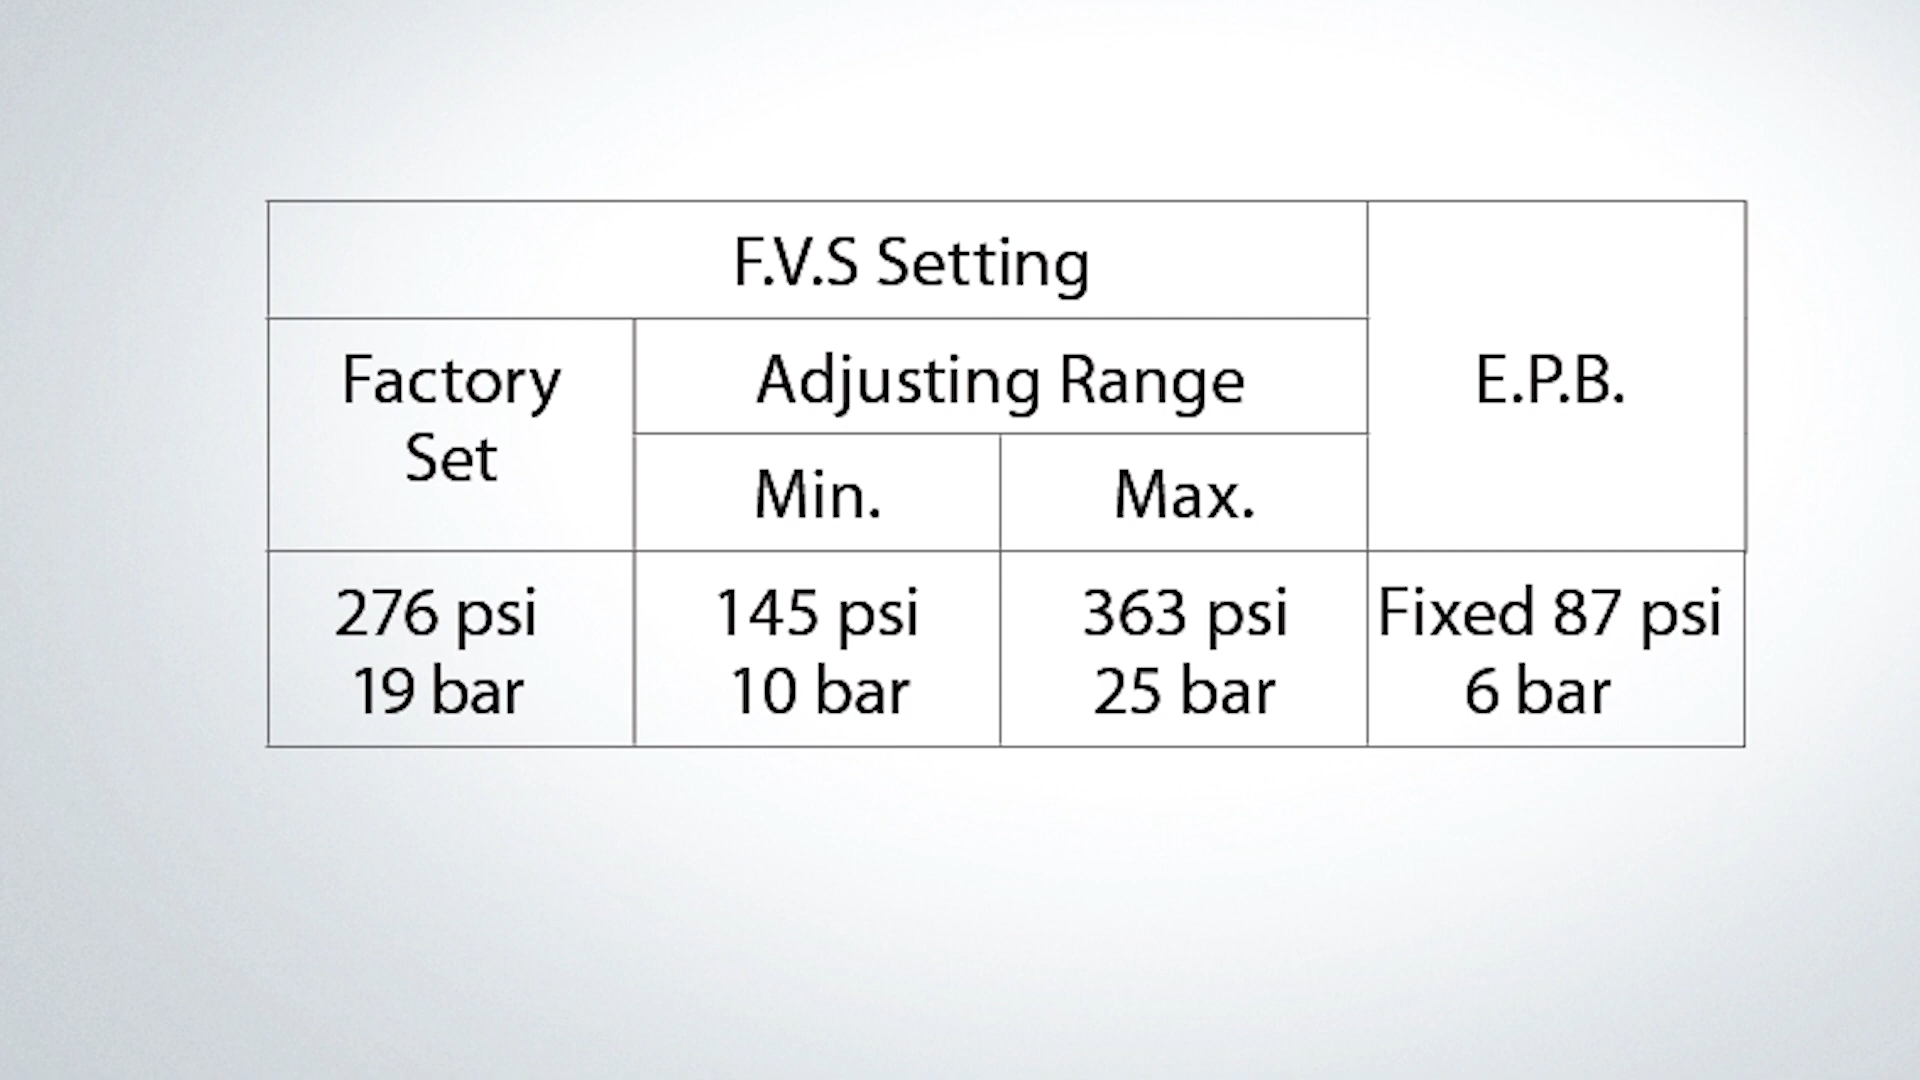 F.V.S Setting
E.P.B.
Factory
Set
Adjusting Range
Min.
Max.
276 psi
19 bar
145 psi
10 bar
363 psi
25 bar
Fixed 87 psi
6 bar